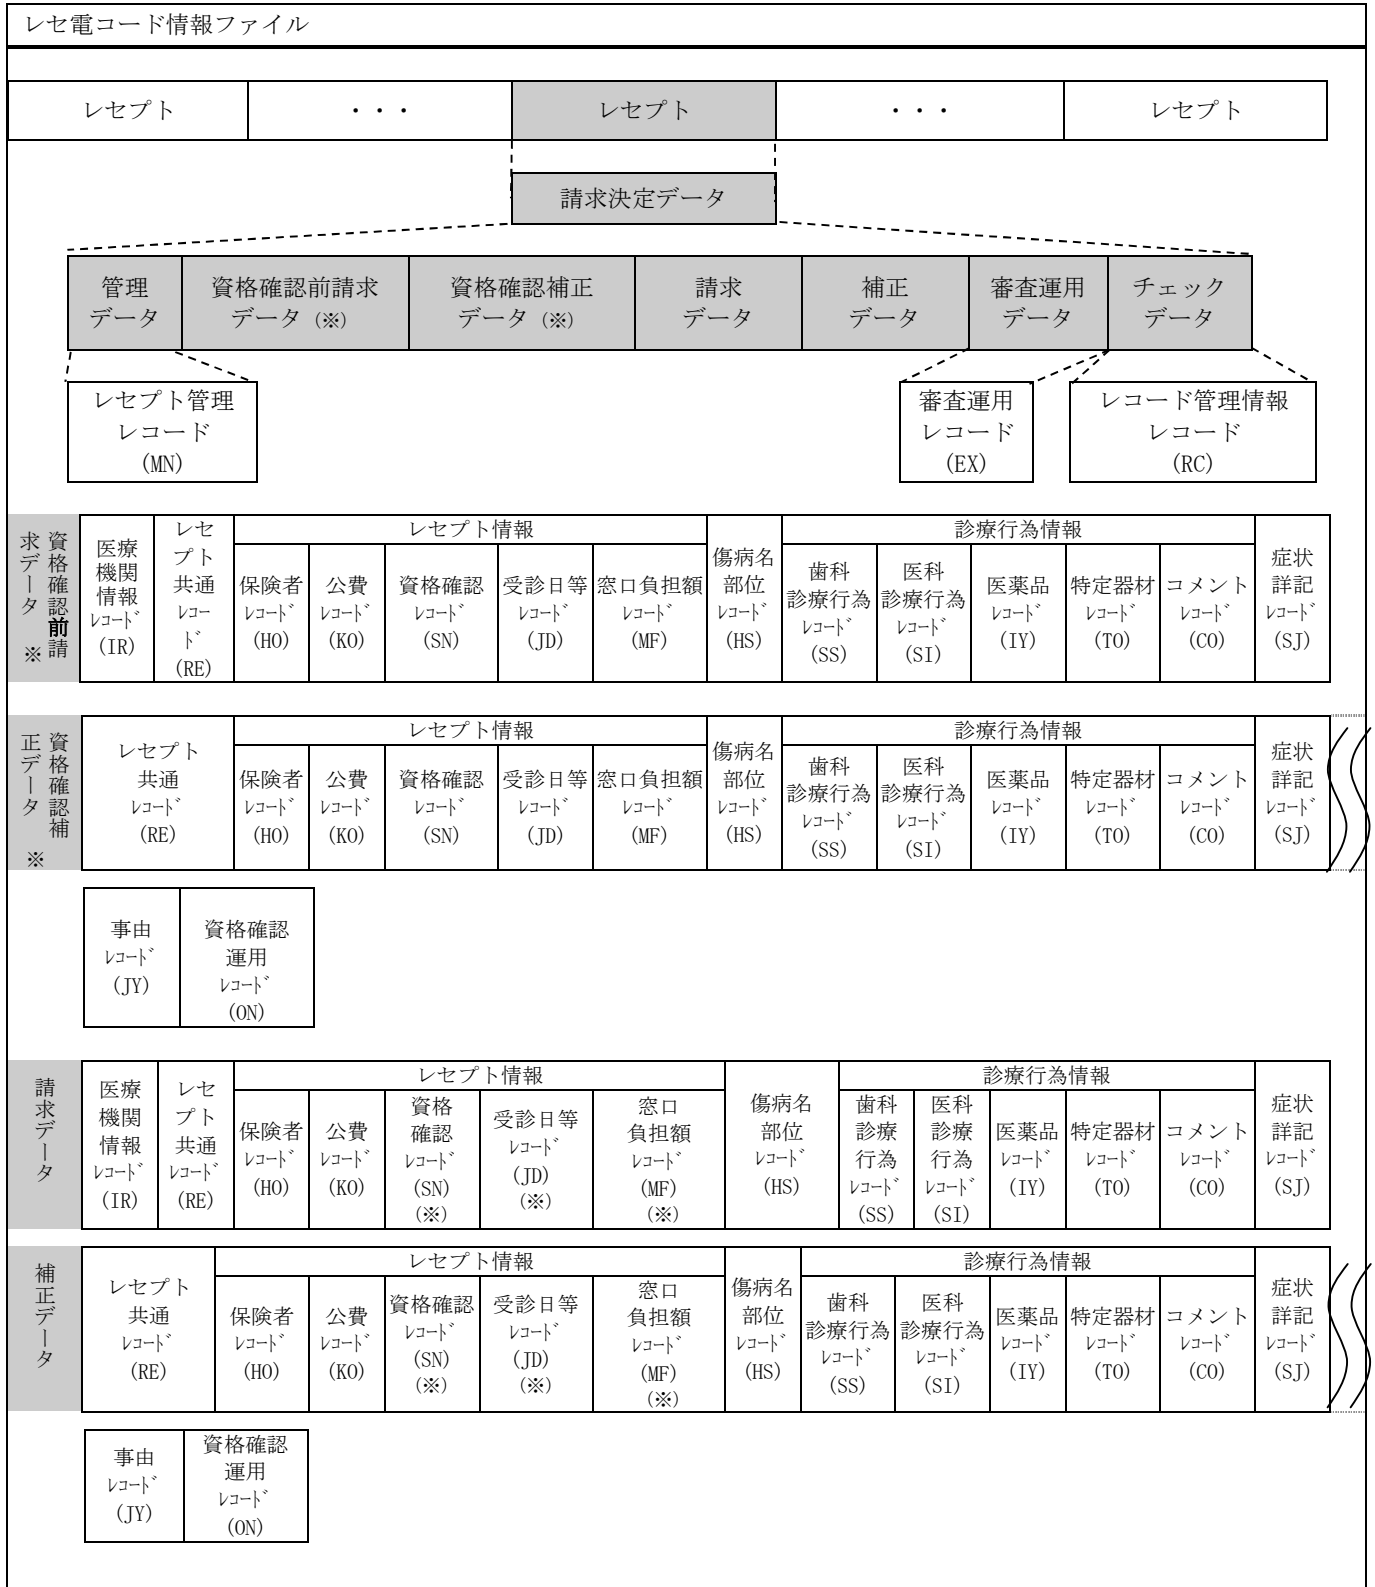 レセ電コード情報ファイル
レセプト
・・・
レセプト
・・・
レセプト
請求決定データ
管理
データ
資格確認前請求
データ（※）
資格確認補正
データ（※）
請求
データ
補正
データ
審査運用
データ
チェック
データ
レセプト管理
レコード
(MN)
審査運用
レコード
(EX)
レコード管理情報
レコード
(RC)
資格確認前請
求データ ※
医療
機関
情報
ﾚｺｰﾄﾞ
(IR)
レセ
プト
共通
ﾚｺｰ
ﾄﾞ
(RE)
レセプト情報
保険者
ﾚｺｰﾄﾞ
(HO)
公費
ﾚｺｰﾄﾞ
(KO)
資格確認
ﾚｺｰﾄﾞ
(SN)
受診日等
ﾚｺｰﾄﾞ
(JD)
窓口負担額
ﾚｺｰﾄﾞ
(MF)
傷病名
部位
ﾚｺｰﾄﾞ
(HS)
診療行為情報
歯科
診療行為
ﾚｺｰﾄﾞ
(SS)
医科
診療行為
ﾚｺｰﾄﾞ
(SI)
医薬品
ﾚｺｰﾄﾞ
(IY)
特定器材
ﾚｺｰﾄﾞ
(TO)
コメント
ﾚｺｰﾄﾞ
(CO)
症状
詳記
ﾚｺｰﾄﾞ
(SJ)
資格確認補
正データ ※
レセプト
共通
ﾚｺｰﾄﾞ
(RE)
レセプト情報
保険者
ﾚｺｰﾄﾞ
(HO)
公費
ﾚｺｰﾄﾞ
(KO)
資格確認
ﾚｺｰﾄﾞ
(SN)
受診日等
ﾚｺｰﾄﾞ
(JD)
窓口負担額
ﾚｺｰﾄﾞ
(MF)
傷病名
部位
ﾚｺｰﾄﾞ
(HS)
診療行為情報
歯科
診療行為
ﾚｺｰﾄﾞ
(SS)
医科
診療行為
ﾚｺｰﾄﾞ
(SI)
医薬品
ﾚｺｰﾄﾞ
(IY)
特定器材
ﾚｺｰﾄﾞ
(TO)
コメント
ﾚｺｰﾄﾞ
(CO)
症状
詳記
ﾚｺｰﾄﾞ
(SJ)
事由
ﾚｺｰﾄﾞ
(JY)
資格確認
運用
ﾚｺｰﾄﾞ
(ON)
請求データ
医療
機関
情報
ﾚｺｰﾄﾞ
(IR)
レセ
プト
共通
ﾚｺｰﾄﾞ
(RE)
レセプト情報
保険者
ﾚｺｰﾄﾞ
(HO)
公費
ﾚｺｰﾄﾞ
(KO)
資格
確認
ﾚｺｰﾄﾞ
(SN)
(※)
受診日等
ﾚｺｰﾄﾞ
(JD)
(※)
窓口
負担額
ﾚｺｰﾄﾞ
(MF)
(※)
傷病名
部位
ﾚｺｰﾄﾞ
(HS)
診療行為情報
歯科
診療
行為
ﾚｺｰﾄﾞ
(SS)
医科
診療
行為
ﾚｺｰﾄﾞ
(SI)
医薬品
ﾚｺｰﾄﾞ
(IY)
特定器材
ﾚｺｰﾄﾞ
(TO)
コメント
ﾚｺｰﾄﾞ
(CO)
症状
詳記
ﾚｺｰﾄﾞ
(SJ)
補正データ
レセプト
共通
ﾚｺｰﾄﾞ
(RE)
レセプト情報
保険者
ﾚｺｰﾄﾞ
(HO)
公費
ﾚｺｰﾄﾞ
(KO)
資格確認
ﾚｺｰﾄﾞ
(SN)
(※)
受診日等
ﾚｺｰﾄﾞ
(JD)
(※)
窓口
負担額
ﾚｺｰﾄﾞ
(MF)
(※)
傷病名
部位
ﾚｺｰﾄﾞ
(HS)
診療行為情報
歯科
診療行為
ﾚｺｰﾄﾞ
(SS)
医科
診療行為
ﾚｺｰﾄﾞ
(SI)
医薬品
ﾚｺｰﾄﾞ
(IY)
特定器材
ﾚｺｰﾄﾞ
(TO)
コメント
ﾚｺｰﾄﾞ
(CO)
症状
詳記
ﾚｺｰﾄﾞ
(SJ)
事由
ﾚｺｰﾄﾞ
(JY)
資格確認
運用
ﾚｺｰﾄﾞ
(ON)